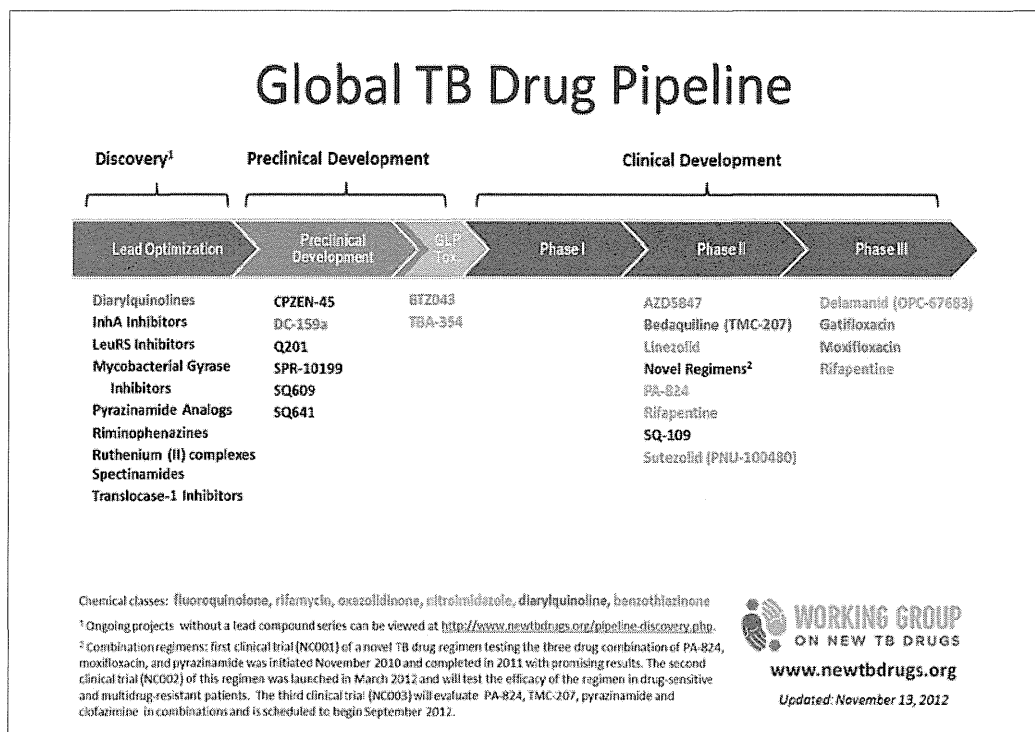 Global TB Drug Pipeline
Discovery¹
Preclinical Development
Clinical Development
Lead Optimization
Preclinical
Development
GLP
Tox.
Phase I
Phase II
Phase III
Diarylquinolines
InhA Inhibitors
LeuRS Inhibitors
Mycobacterial Gyrase
Inhibitors
Pyrazinamide Analogs
Riminophenazines
Ruthenium (II) complexes
Spectinamides
Translocase-1 Inhibitors
CPZEN-45
DC-159a
Q201
SPR-10199
SQ609
SQ641
BTZ043
TBA-354
AZD5847
Bedaquiline (TMC-207)
Linezolid
Novel Regimens²
PA-824
Rifapentine
SQ-109
Sutezolid (PNU-100480)
Delamanid (OPC-67683)
Gatifloxacin
Moxifloxacin
Rifapentine
Chemical classes: fluoroquinolone, rifamycin, oxazolidinone, nitroimidazole, diarylquinoline, benzothiazinone
¹ Ongoing projects without a lead compound series can be viewed at http://www.newtbdrugs.org/pipeline-discovery.php.
² Combination regimens: first clinical trial (NC001) of a novel TB drug regimen testing the three drug combination of PA-824,
moxifloxacin, and pyrazinamide was initiated November 2010 and completed in 2011 with promising results. The second
clinical trial (NC002) of this regimen was launched in March 2012 and will test the efficacy of the regimen in drug-sensitive
and multidrug-resistant patients. The third clinical trial (NC003) will evaluate PA-824, TMC-207, pyrazinamide and
clofazimine in combinations and is scheduled to begin September 2012.
WORKING GROUP
ON NEW TB DRUGS
www.newtbdrugs.org
Updated: November 13, 2012